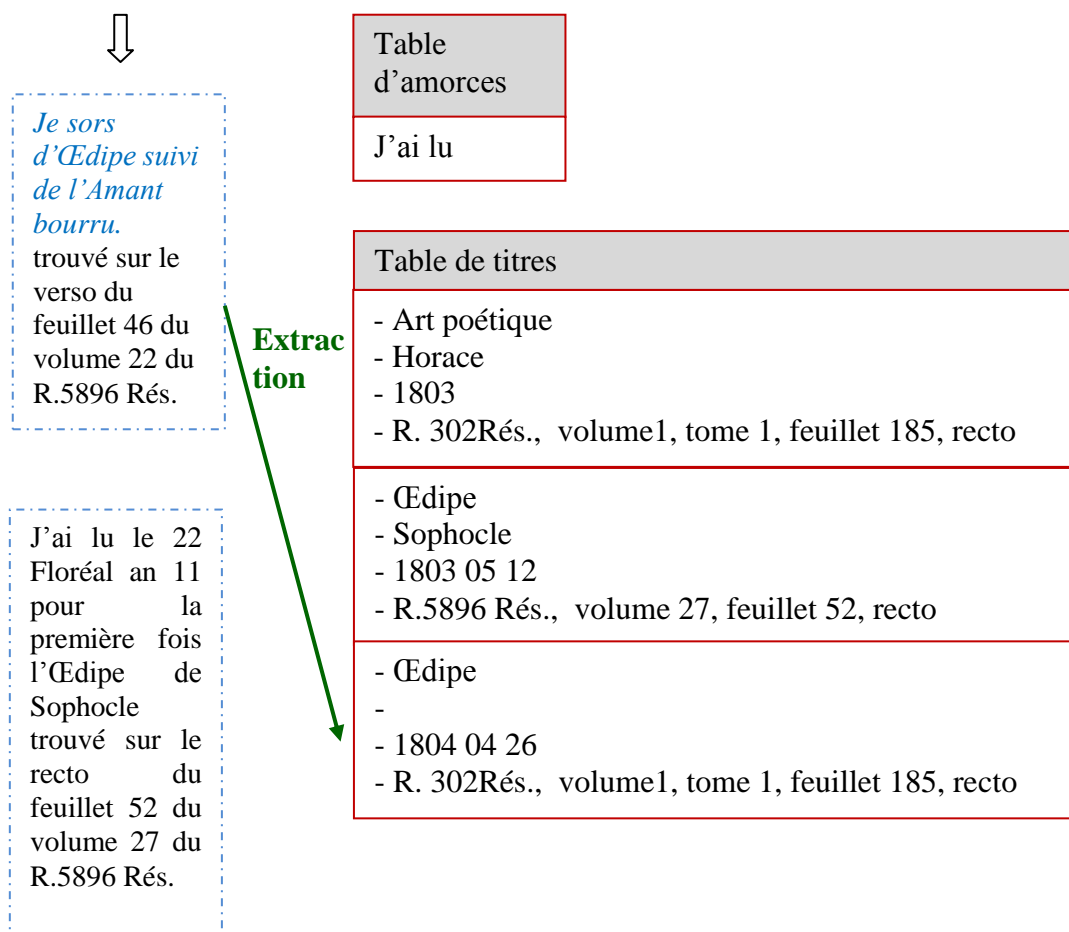 Je sors
d’Œdipe suivi
de l’Amant
bourru.
trouvé sur le
verso du
feuillet 46 du
volume 22 du
R.5896 Rés.
J’ai lu le 22
Floréal an 11
pour la
première fois
l’Œdipe de
Sophocle
trouvé sur le
recto du
feuillet 52 du
volume 27 du
R.5896 Rés.
Extrac
tion
Table
d’amorces
J’ai lu
Table de titres
- Art poétique
- Horace
- 1803
- R. 302Rés., volume1, tome 1, feuillet 185, recto
- Œdipe
- Sophocle
- 1803 05 12
- R.5896 Rés., volume 27, feuillet 52, recto
- Œdipe
-
- 1804 04 26
- R. 302Rés., volume1, tome 1, feuillet 185, recto